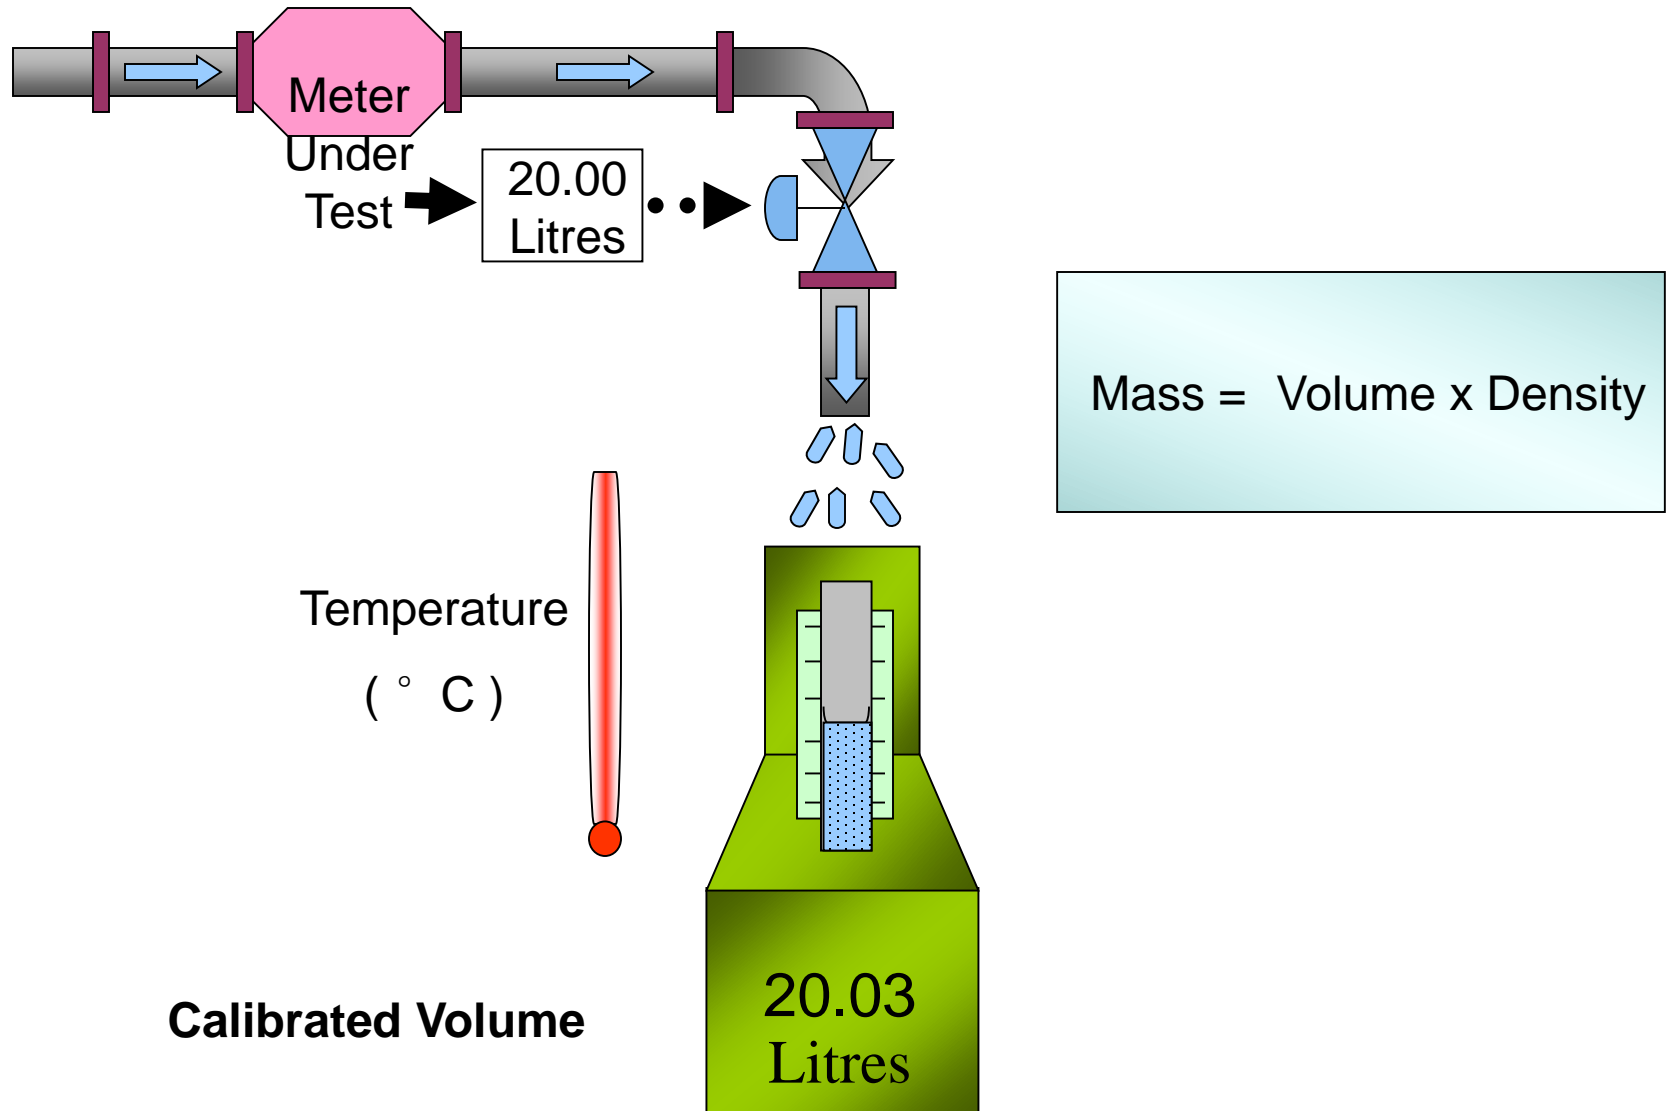 Meter
Under
Test
20.00
Litres
Mass = Volume x Density
Temperature
( ° C )
Calibrated Volume
20.03
Litres